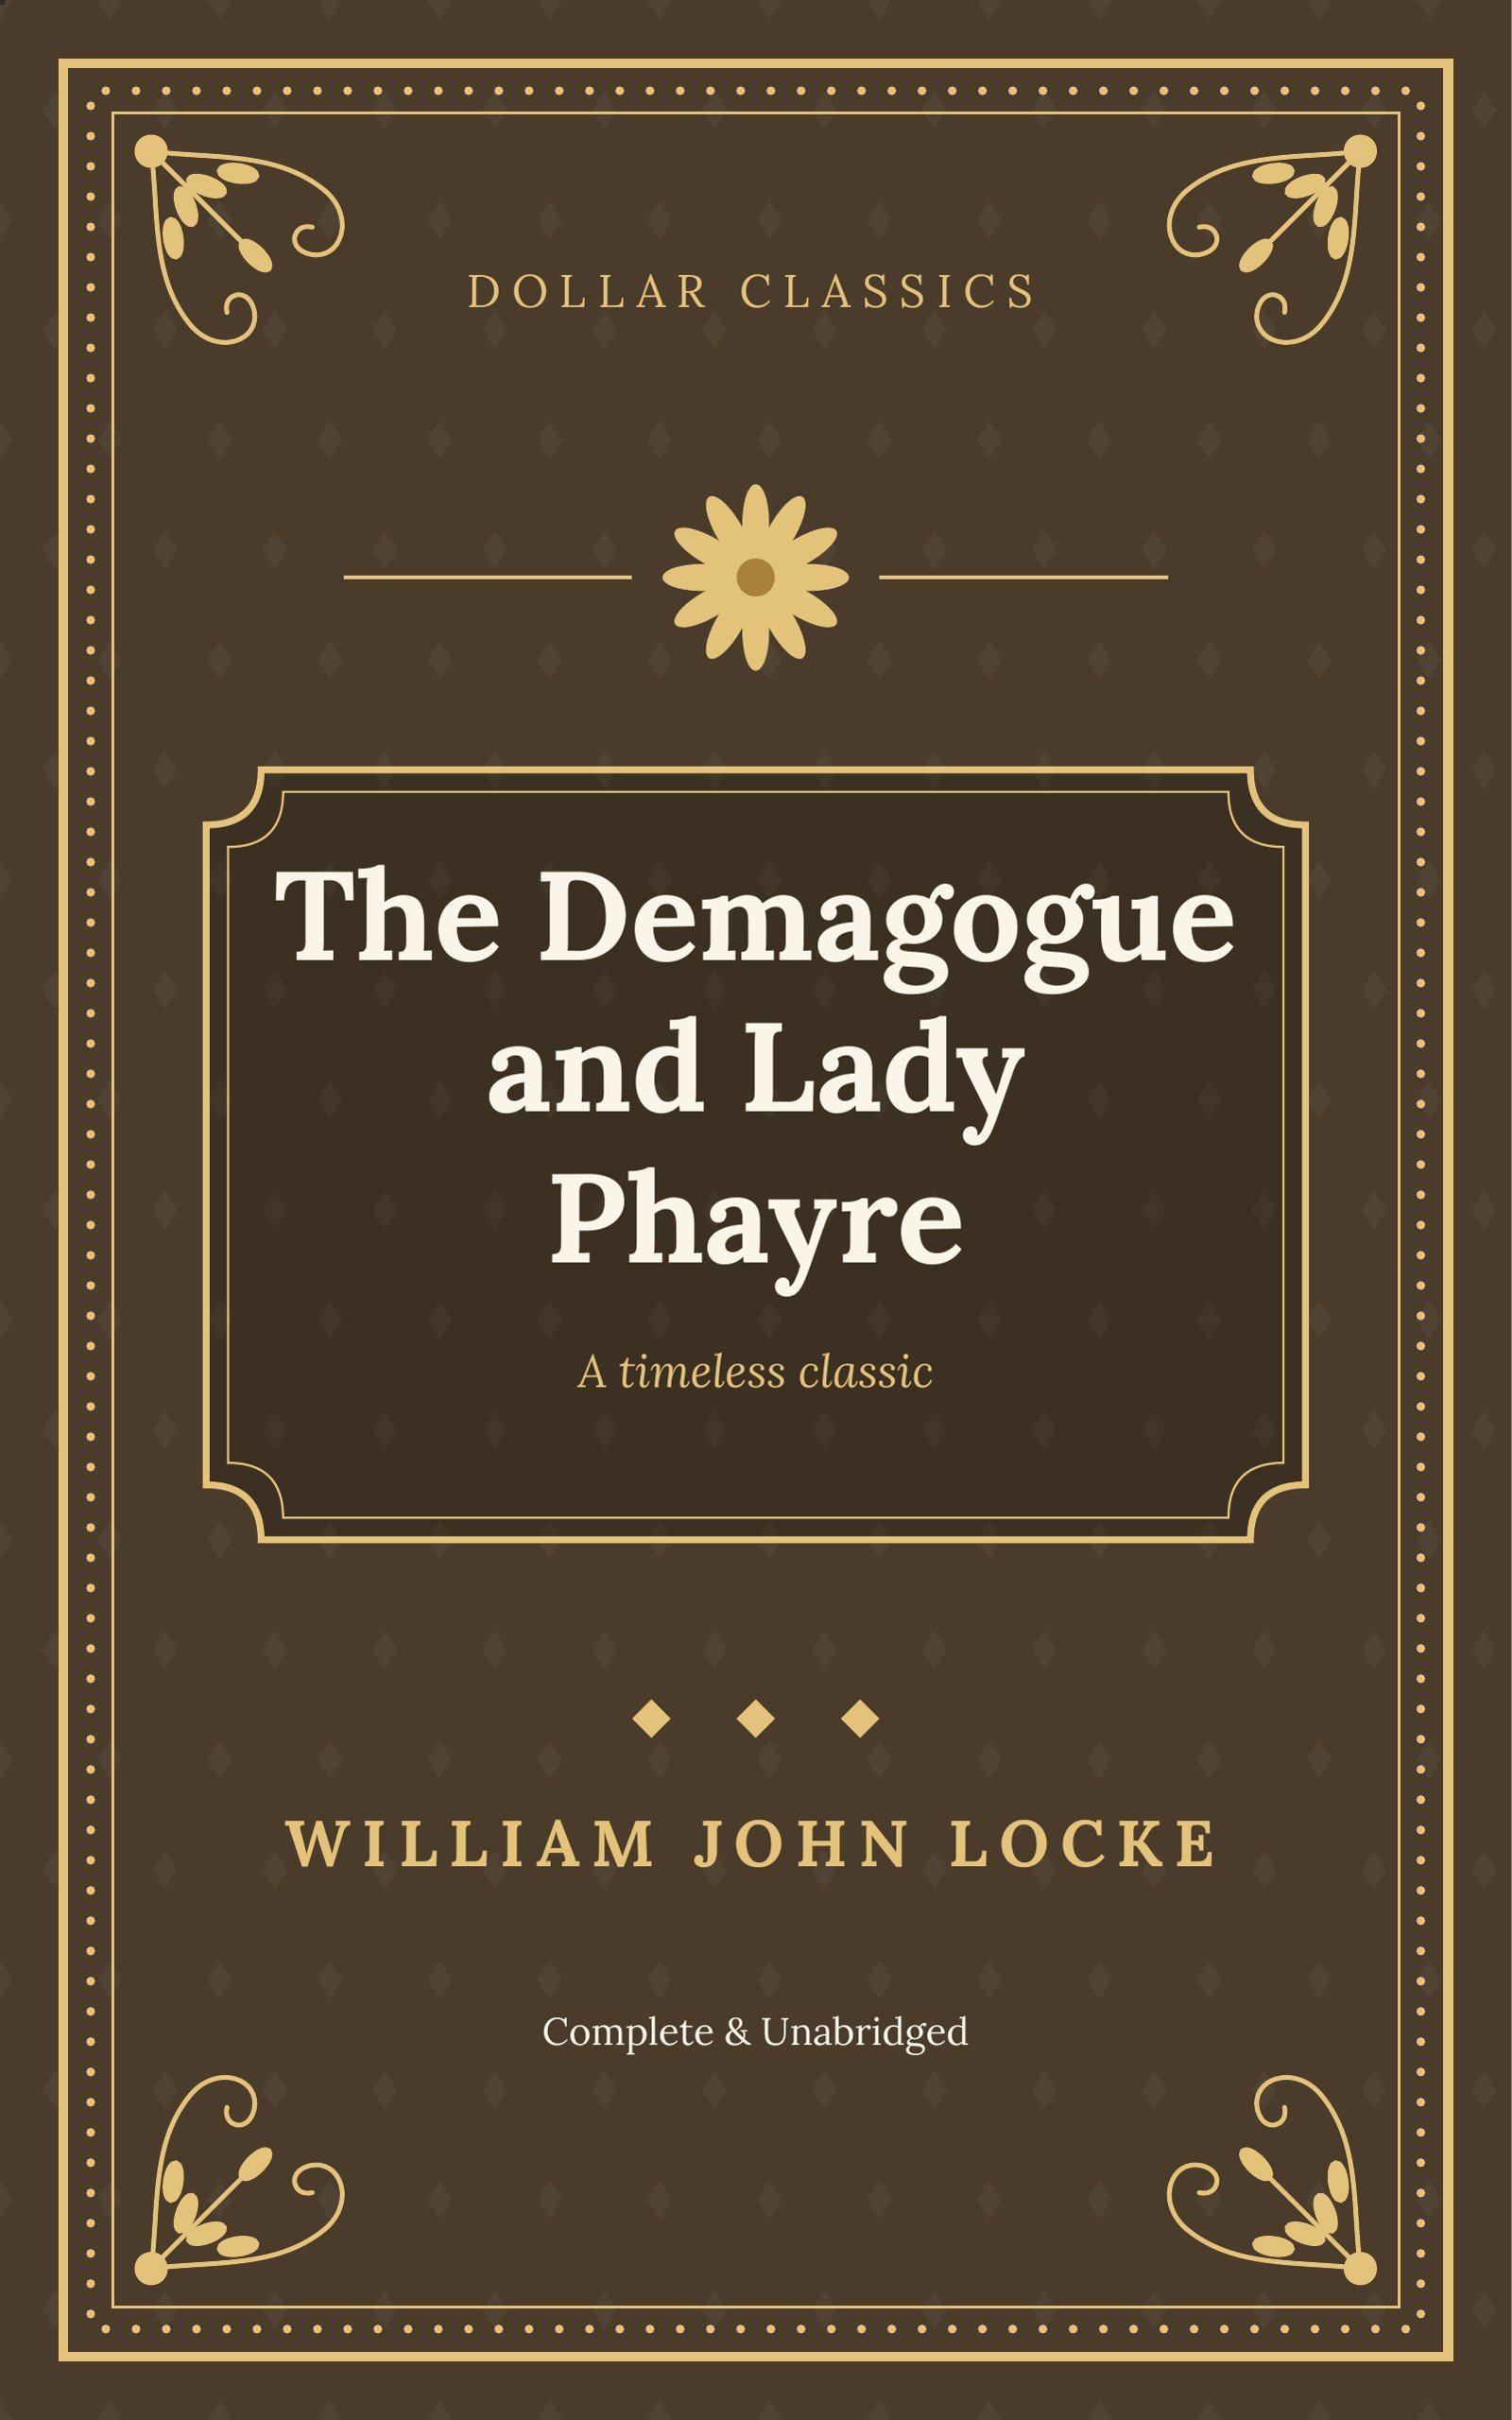 DOLLAR CLASSICS
The Demagogue
and Lady
Phayre
A timeless classic
WILLIAM JOHN LOCKE
Complete & Unabridged